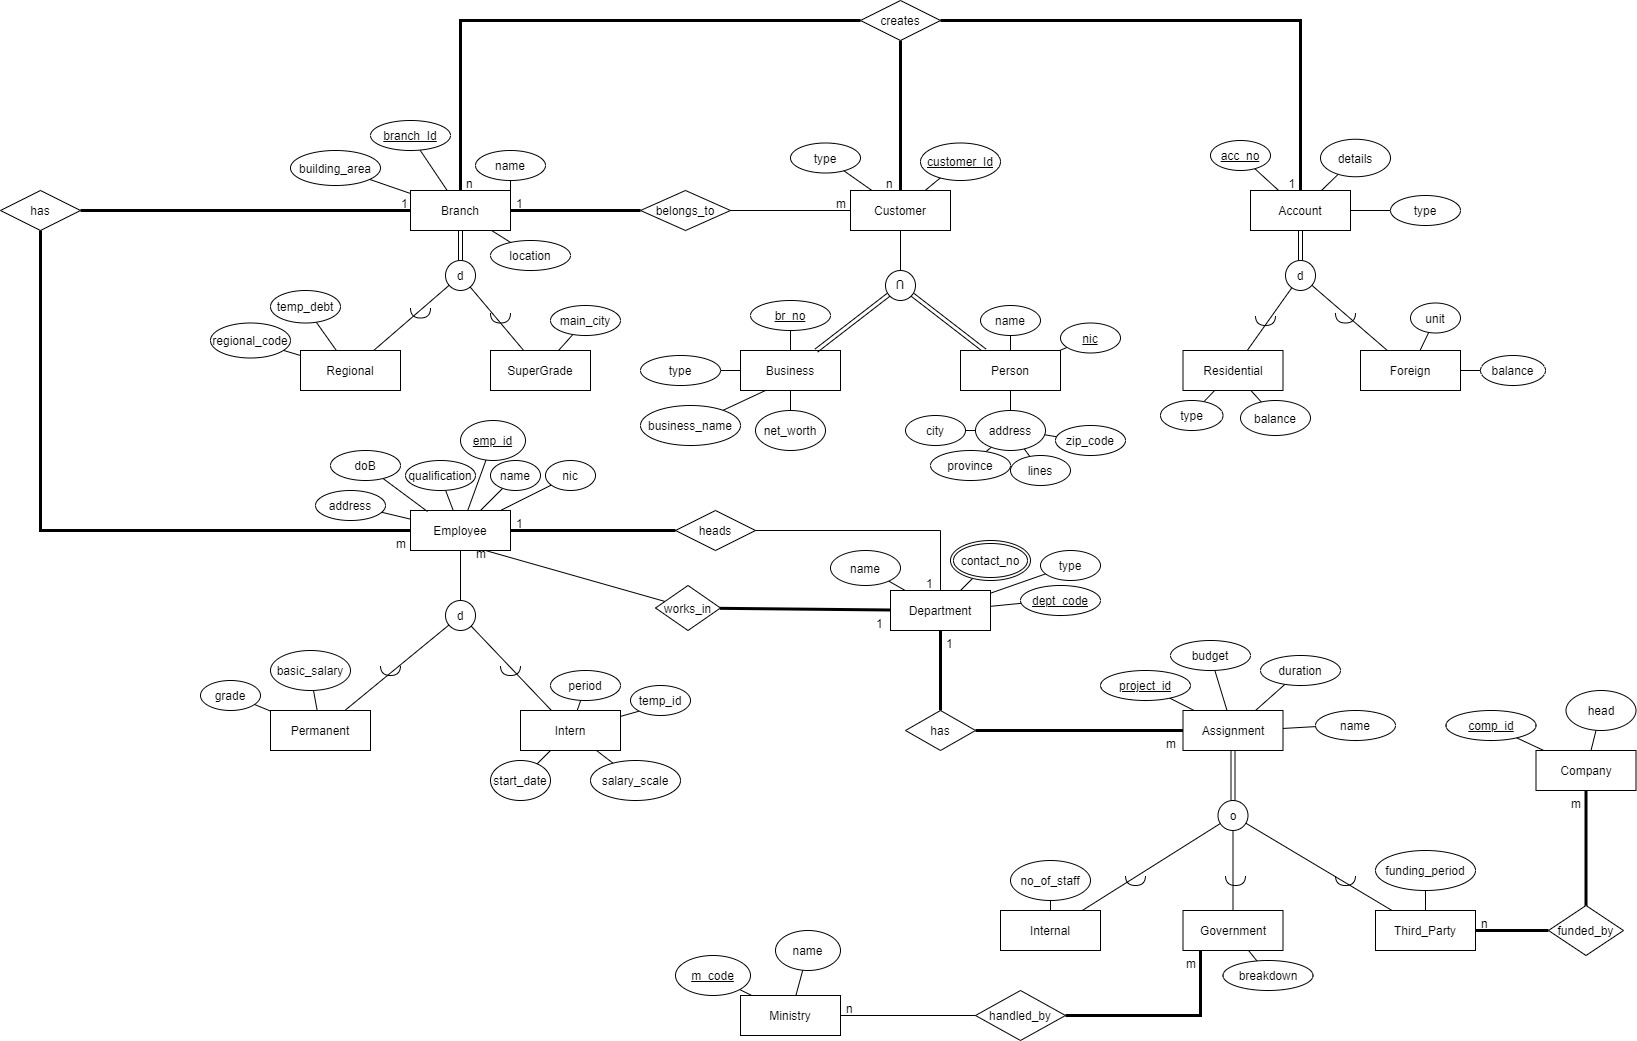 creates
branch_Id
name
building_area
type
customer_Id
acc_no
details
has
1
Branch
n
1
belongs_to
m
n
Customer
1
Account
type
location
d
∩
d
temp_debt
regional_code
main_city
br_no
name
nic
unit
Regional
SuperGrade
type
Business
Person
Residential
Foreign
balance
business_name
net_worth
city
address
zip_code
province
lines
type
balance
emp_id
doB
qualification
name
nic
address
Employee
1
heads
m
m
name
contact_no
type
1
dept_code
works_in
1
Department
1
d
basic_salary
grade
period
temp_id
Permanent
Intern
start_date
salary_scale
budget
project_id
duration
has
m
Assignment
name
comp_id
head
Company
m
o
no_of_staff
funding_period
Internal
Government
Third_Party
n
funded_by
m
breakdown
name
m_code
Ministry
n
handled_by